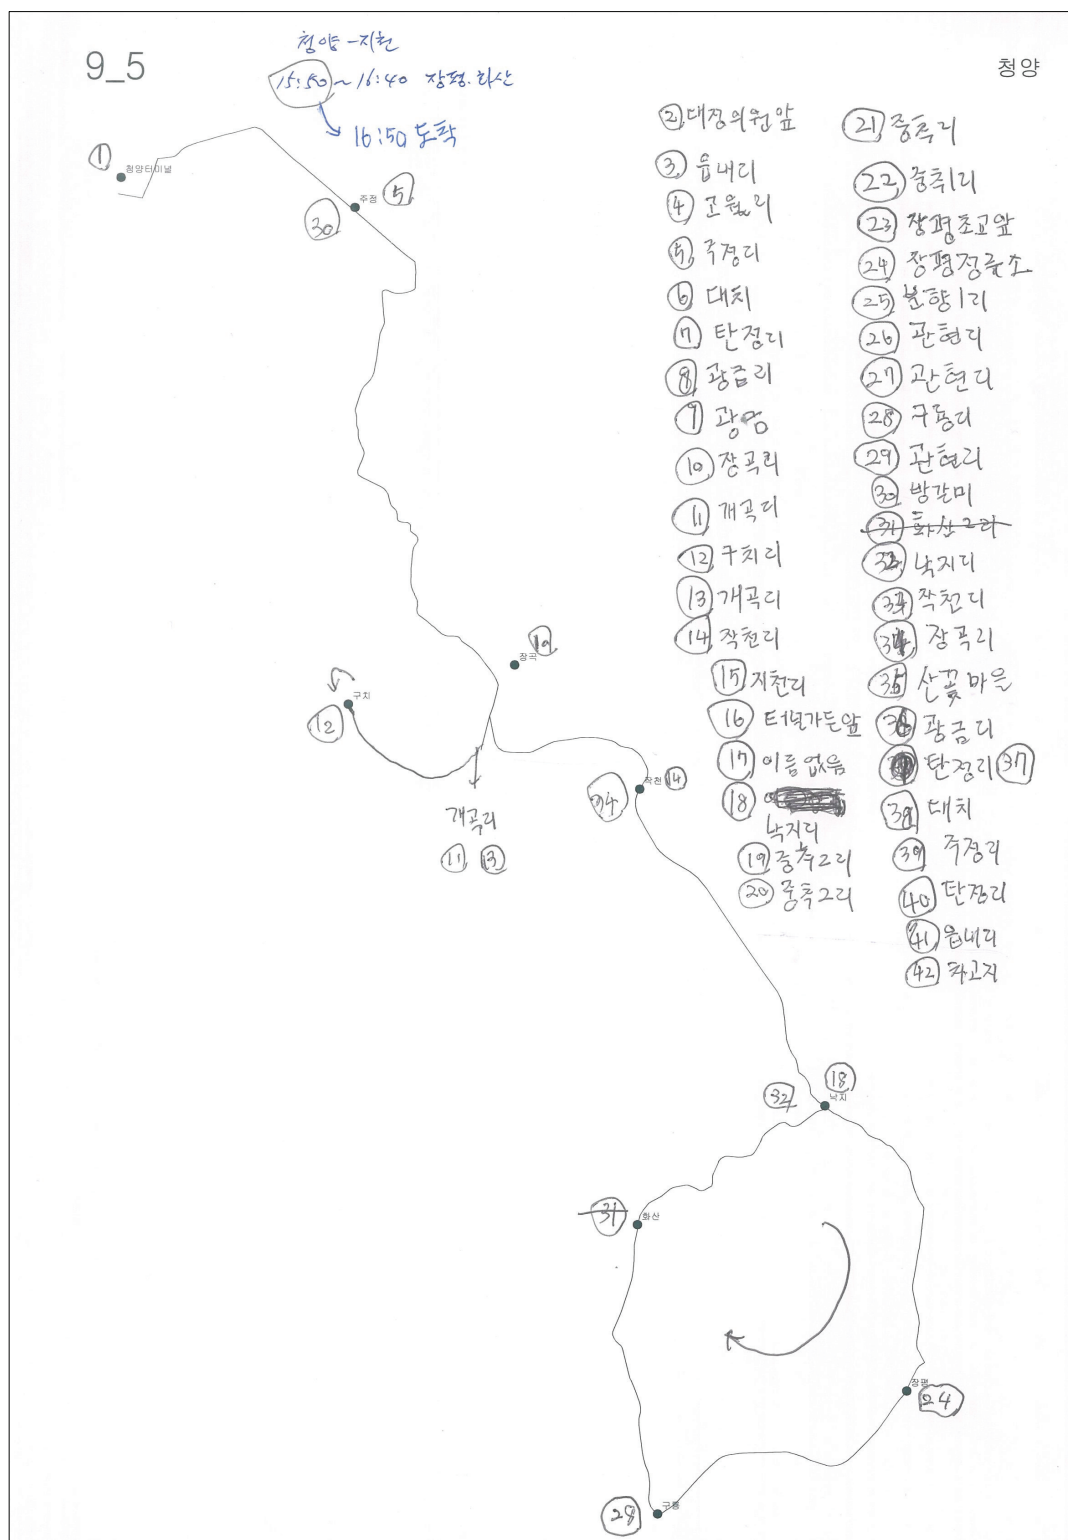 9_5
청양
청양 - 지천
15:50 ~ 16:40 장평.화산
16:50 도착
① 청양터미널
주정 ⑤
30
② 대장의원앞
③ 읍내리
④
⑤ 주정리
⑥ 대치
⑦ 탄정리
⑧ 광금리
⑨
⑩ 장곡리
⑪ 개곡리
⑫ 구치리
⑬ 개곡리
⑭ 작천리
⑮ 지천리
⑯ 터널가든앞
⑰ 이름없음
⑱
낙지리
⑲ 중추2리
⑳ 중추2리
21 중추리
22 중추1리
23 장평초교앞
24 장평정류소
25 분향1리
26 관현리
27 관현리
28 구룡리
29 관현리
30 방갈미
31 화산2리
32 낙지리
33 작천리
34 장곡리
35 산꽃마을
36 광금리
탄정리 37
38 대치
39 주정리
40 탄정리
41 읍내리
42 차고지
장곡 10
구치
12
작천 14
34
개곡리
11 13
18
32 낙지
31 화산
장평
24
구룡
28